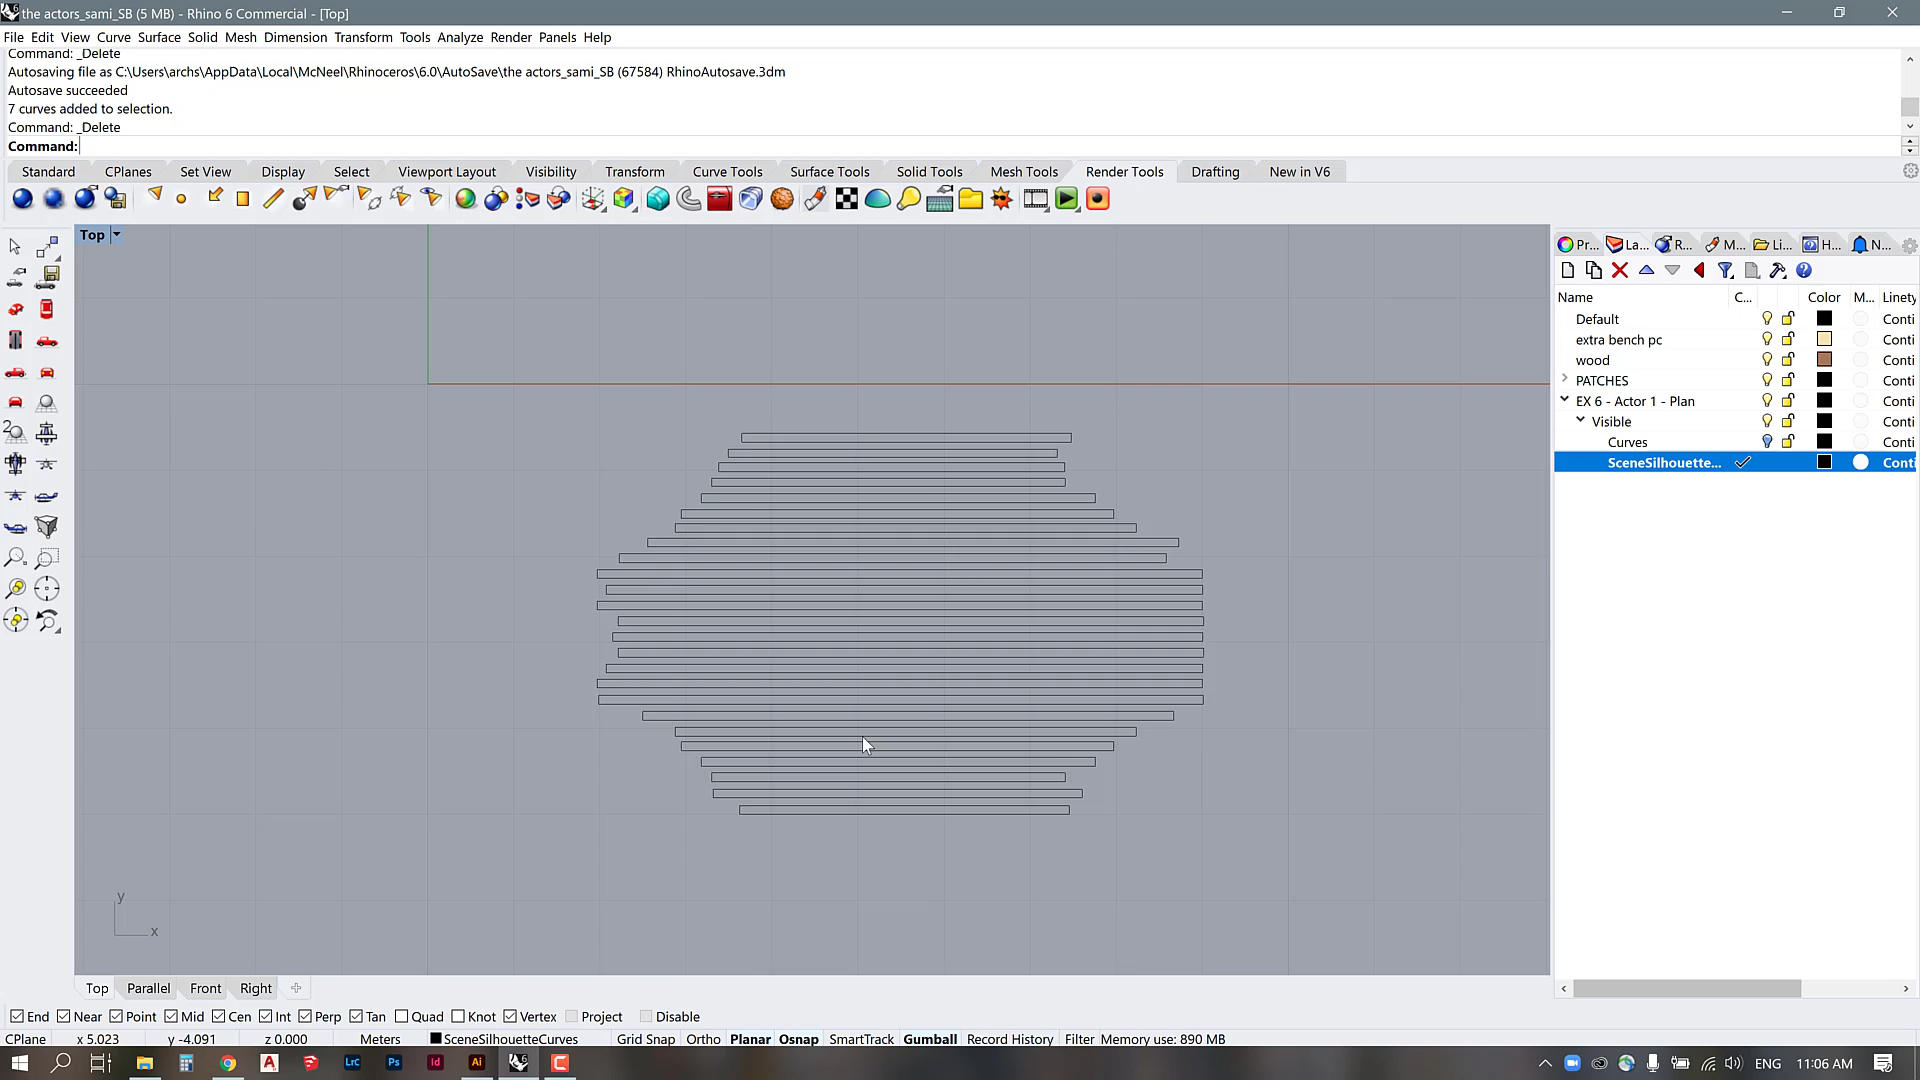 the actors_sami_SB (5 MB) - Rhino 6 Commercial - [Top]
File Edit View Curve Surface Solid Mesh Dimension Transform Tools Analyze Render Panels Help
Command: _Delete
Autosaving file as C:\Users\archs\AppData\Local\McNeel\Rhinoceros\6.0\AutoSave\the actors_sami_SB (67584) RhinoAutosave.3dm
Autosave succeeded
7 curves added to selection.
Command: _Delete
Command:
Standard CPlanes Set View Display Select Viewport Layout Visibility Transform Curve Tools Surface Tools Solid Tools Mesh Tools Render Tools Drafting New in V6
Top
Pr... La... R... M... Li... H... N...
Name C... Color M... Linety
Default Conti
extra bench pc Conti
wood Conti
PATCHES Conti
EX 6 - Actor 1 - Plan Conti
Visible Conti
Curves Conti
SceneSilhouette... Conti
y
x
Top Parallel Front Right
End Near Point Mid Cen Int Perp Tan Quad Knot Vertex Project Disable
CPlane x 5.023 y -4.091 z 0.000 Meters SceneSilhouetteCurves Grid Snap Ortho Planar Osnap SmartTrack Gumball Record History Filter Memory use: 890 MB
LrC Ps Id Ai ENG 11:06 AM